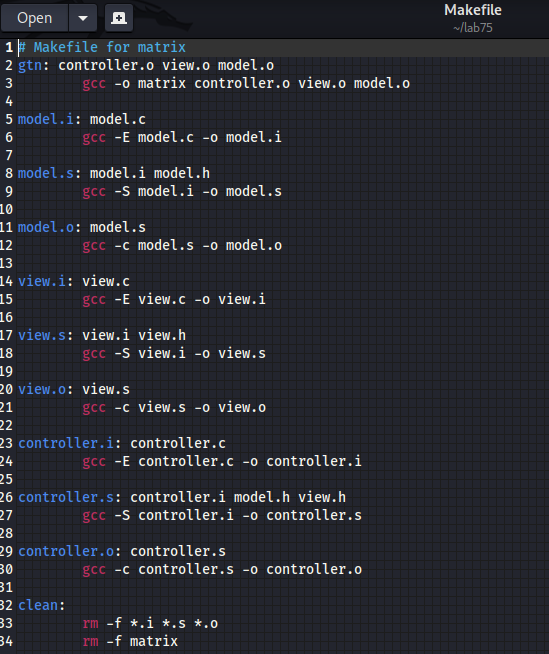 Open
Makefile
~/lab75
1 # Makefile for matrix
2 gtn: controller.o view.o model.o
3 gcc -o matrix controller.o view.o model.o
4
5 model.i: model.c
6 gcc -E model.c -o model.i
7
8 model.s: model.i model.h
9 gcc -S model.i -o model.s
10
11 model.o: model.s
12 gcc -c model.s -o model.o
13
14 view.i: view.c
15 gcc -E view.c -o view.i
16
17 view.s: view.i view.h
18 gcc -S view.i -o view.s
19
20 view.o: view.s
21 gcc -c view.s -o view.o
22
23 controller.i: controller.c
24 gcc -E controller.c -o controller.i
25
26 controller.s: controller.i model.h view.h
27 gcc -S controller.i -o controller.s
28
29 controller.o: controller.s
30 gcc -c controller.s -o controller.o
31
32 clean:
33 rm -f *.i *.s *.o
34 rm -f matrix